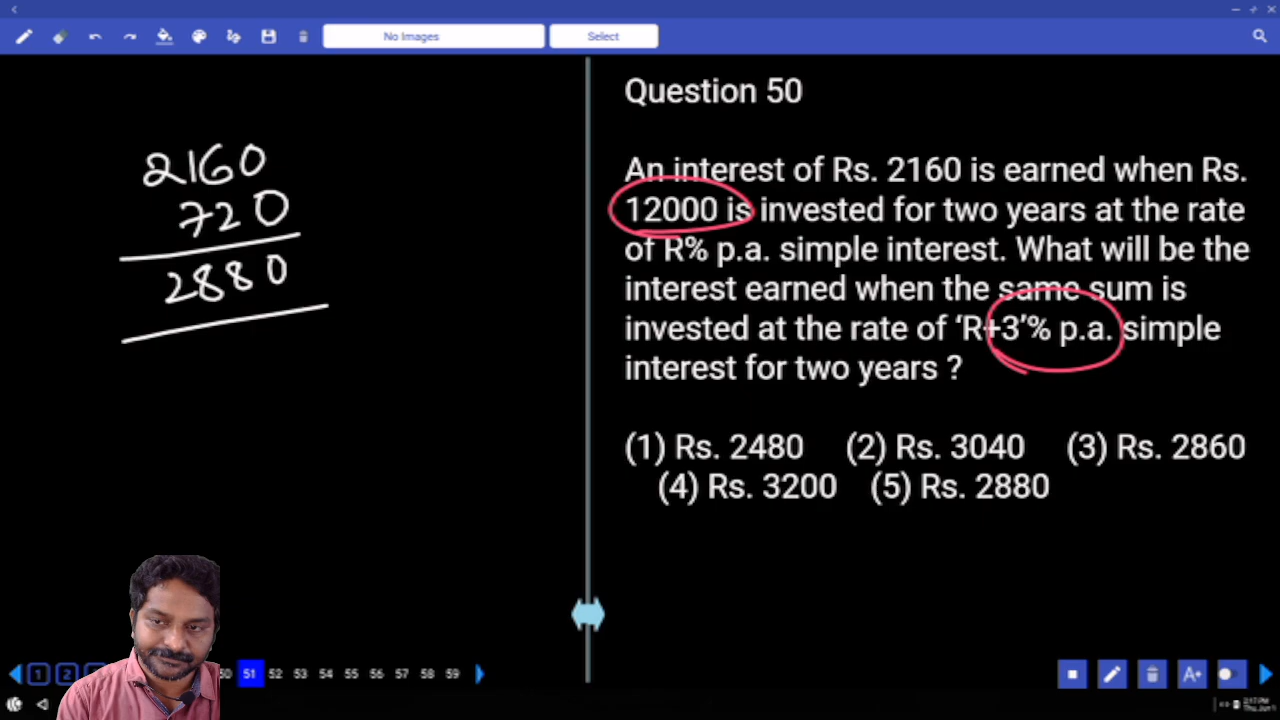 No Images
Select
2160
720
2880
Question 50
An interest of Rs. 2160 is earned when Rs.
12000 is invested for two years at the rate
of R% p.a. simple interest. What will be the
interest earned when the same sum is
invested at the rate of ‘R+3’% p.a. simple
interest for two years ?
(1) Rs. 2480 (2) Rs. 3040 (3) Rs. 2860
(4) Rs. 3200 (5) Rs. 2880
1 2 50 51 52 53 54 55 56 57 58 59
A+